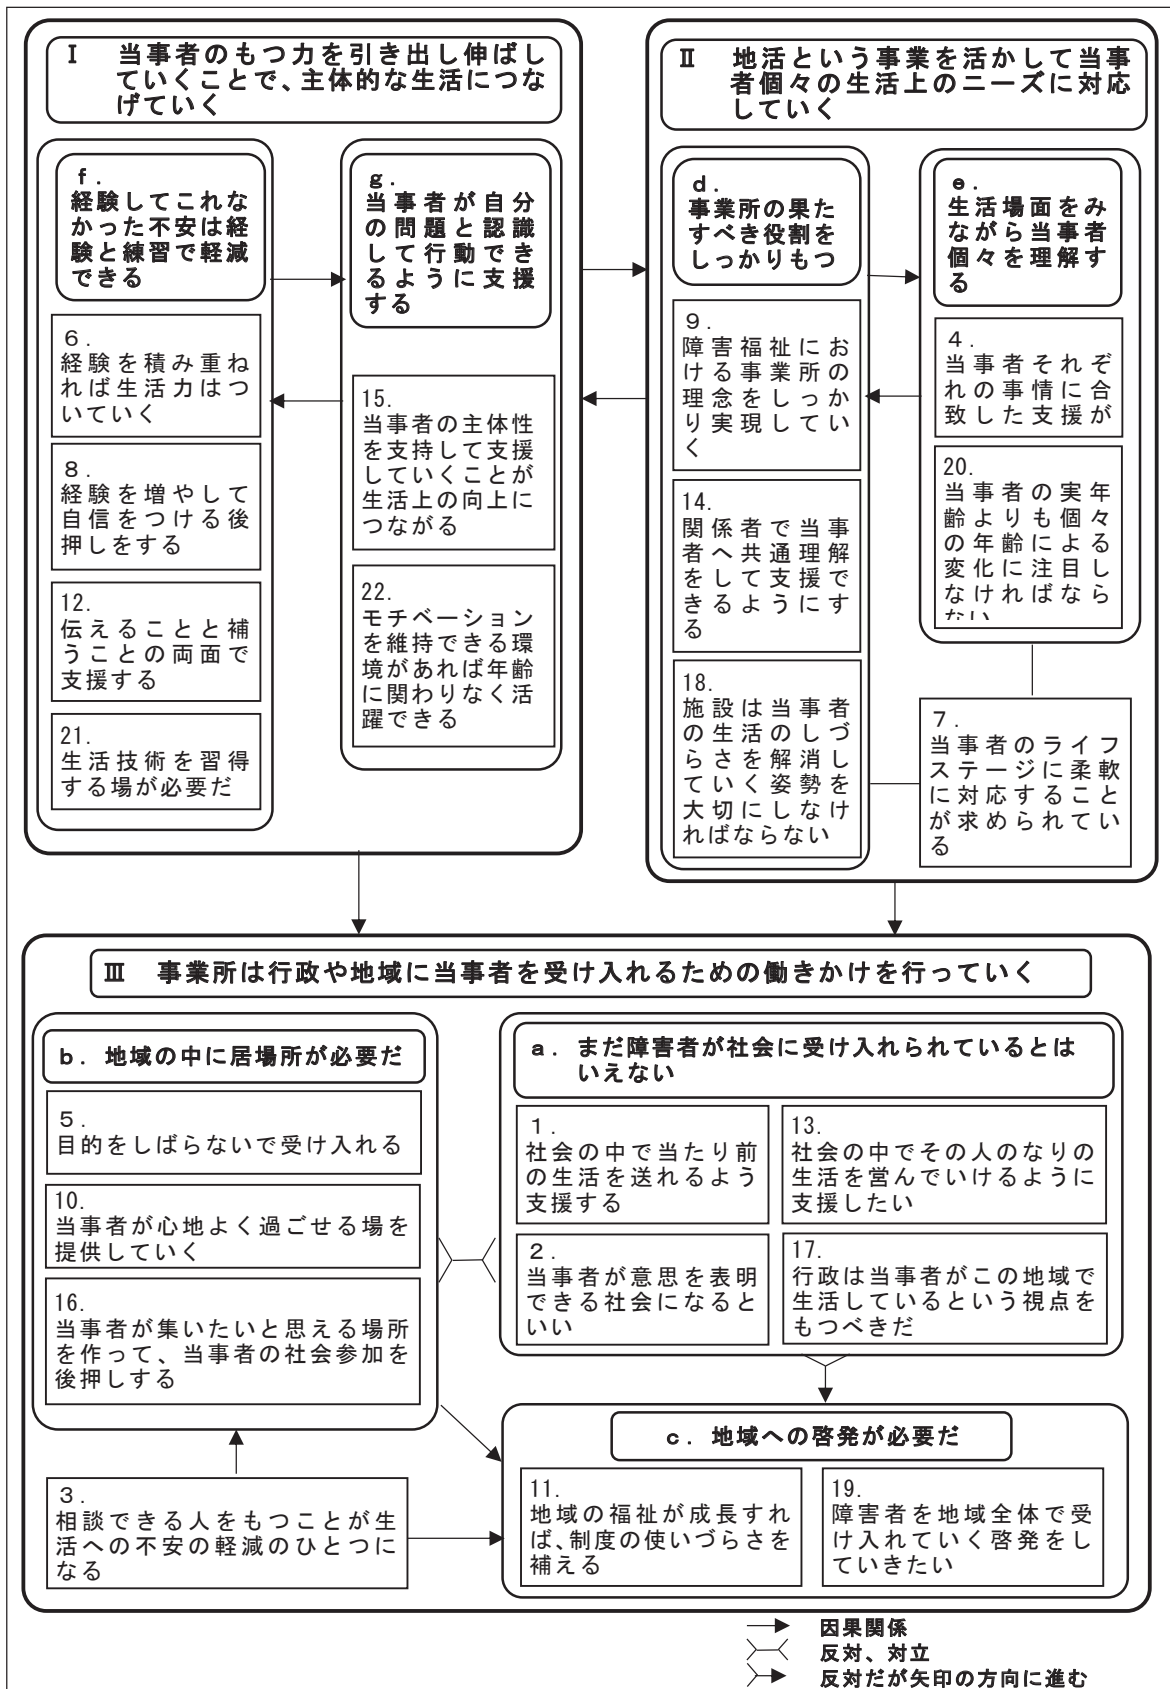 Ⅰ 当事者のもつ力を引き出し伸ばし
ていくことで、主体的な生活につな
げていく
f.
経験してこれな
かった不安は経
験と練習で軽減
できる
6.
経験を積み重ね
れば生活力はつ
いていく
8.
経験を増やして
自信をつける後
押しをする
12.
伝えることと補
うことの両面で
支援する
21.
生活技術を習得
する場が必要だ
g.
当事者が自分
の問題と認識
して行動でき
るように支援
する
15.
当事者の主体性
を支持して支援
していくことが
生活上の向上に
つながる
22.
モチベーション
を維持できる環
境があれば年齢
に関わりなく活
躍できる
Ⅱ 地活という事業を活かして当事
者個々の生活上のニーズに対応
していく
d.
事業所の果た
すべき役割を
しっかりもつ
9.
障害福祉にお
ける事業所の
理念をしっか
り実現してい
く
14.
関係者で当事
者へ共通理解
をして支援で
きるようにす
る
18.
施設は当事者
の生活のしづ
らさを解消し
ていく姿勢を
大切にしなけ
ればならない
e.
生活場面をみ
ながら当事者
個々を理解す
る
4.
当事者それぞ
れの事情に合
致した支援が
20.
当事者の実年
齢よりも個々
の年齢による
変化に注目し
なければなら
ない
7.
当事者のライフ
ステージに柔軟
に対応すること
が求められてい
る
Ⅲ 事業所は行政や地域に当事者を受け入れるための働きかけを行っていく
b. 地域の中に居場所が必要だ
5.
目的をしばらないで受け入れる
10.
当事者が心地よく過ごせる場を
提供していく
16.
当事者が集いたいと思える場所
を作って、当事者の社会参加を
後押しする
3.
相談できる人をもつことが生
活への不安の軽減のひとつに
なる
a. まだ障害者が社会に受け入れられているとは
いえない
1.
社会の中で当たり前
の生活を送れるよう
支援する
13.
社会の中でその人のなりの
生活を営んでいけるように
支援したい
2.
当事者が意思を表明
できる社会になると
いい
17.
行政は当事者がこの地域で
生活しているという視点を
もつべきだ
c. 地域への啓発が必要だ
11.
地域の福祉が成長すれ
ば、制度の使いづらさを
補える
19.
障害者を地域全体で受
け入れていく啓発をし
ていきたい
因果関係
反対、対立
反対だが矢印の方向に進む